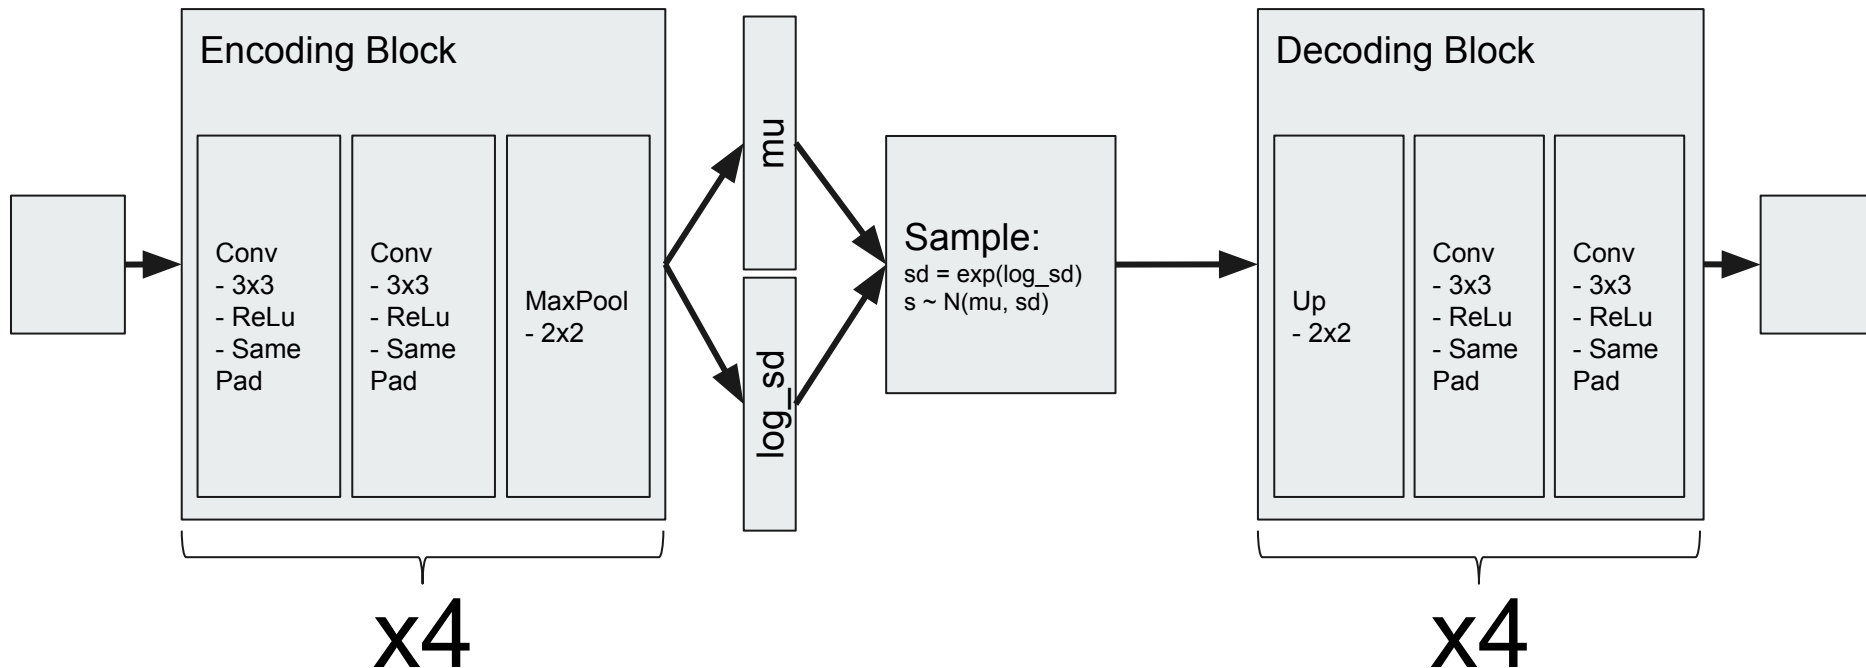 Encoding Block
Conv
- 3x3
- ReLu
- Same
Pad
Conv
- 3x3
- ReLu
- Same
Pad
MaxPool
- 2x2
x4
mu
log_sd
Sample:
sd = exp(log_sd)
s ~ N(mu, sd)
Decoding Block
Up
- 2x2
Conv
- 3x3
- ReLu
- Same
Pad
Conv
- 3x3
- ReLu
- Same
Pad
x4